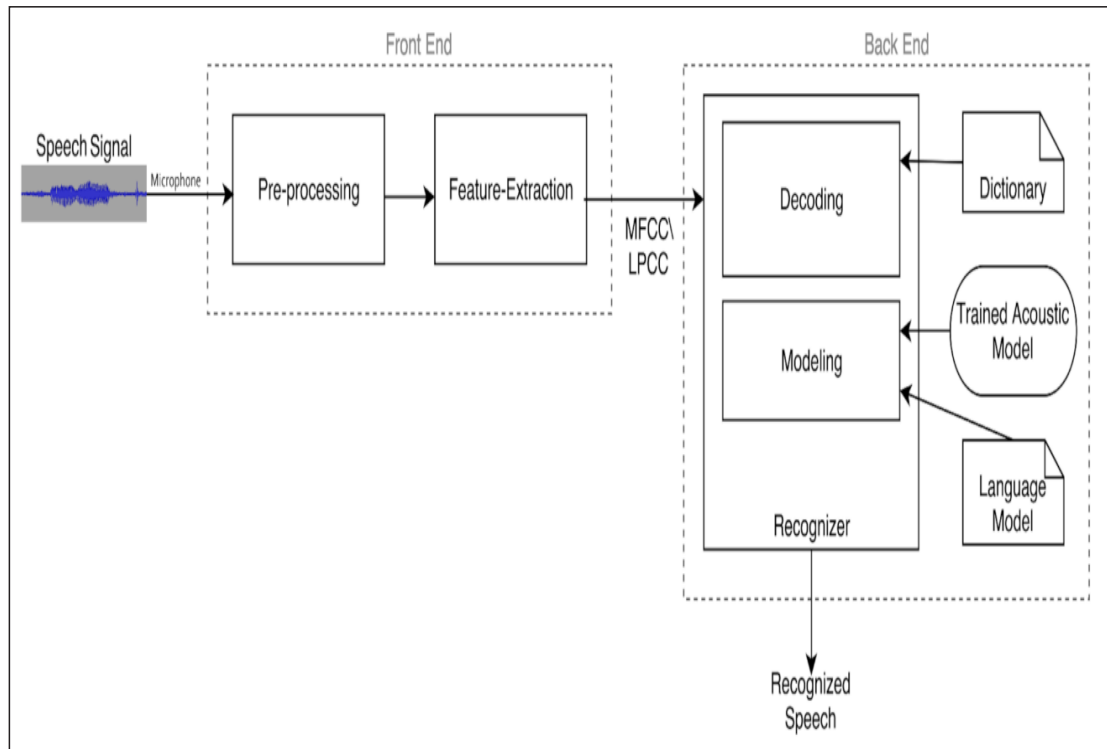 Front End
Back End
Speech Signal
Microphone
Pre-processing
Feature-Extraction
MFCC\
LPCC
Decoding
Dictionary
Modeling
Trained Acoustic
Model
Language
Model
Recognizer
Recognized
Speech